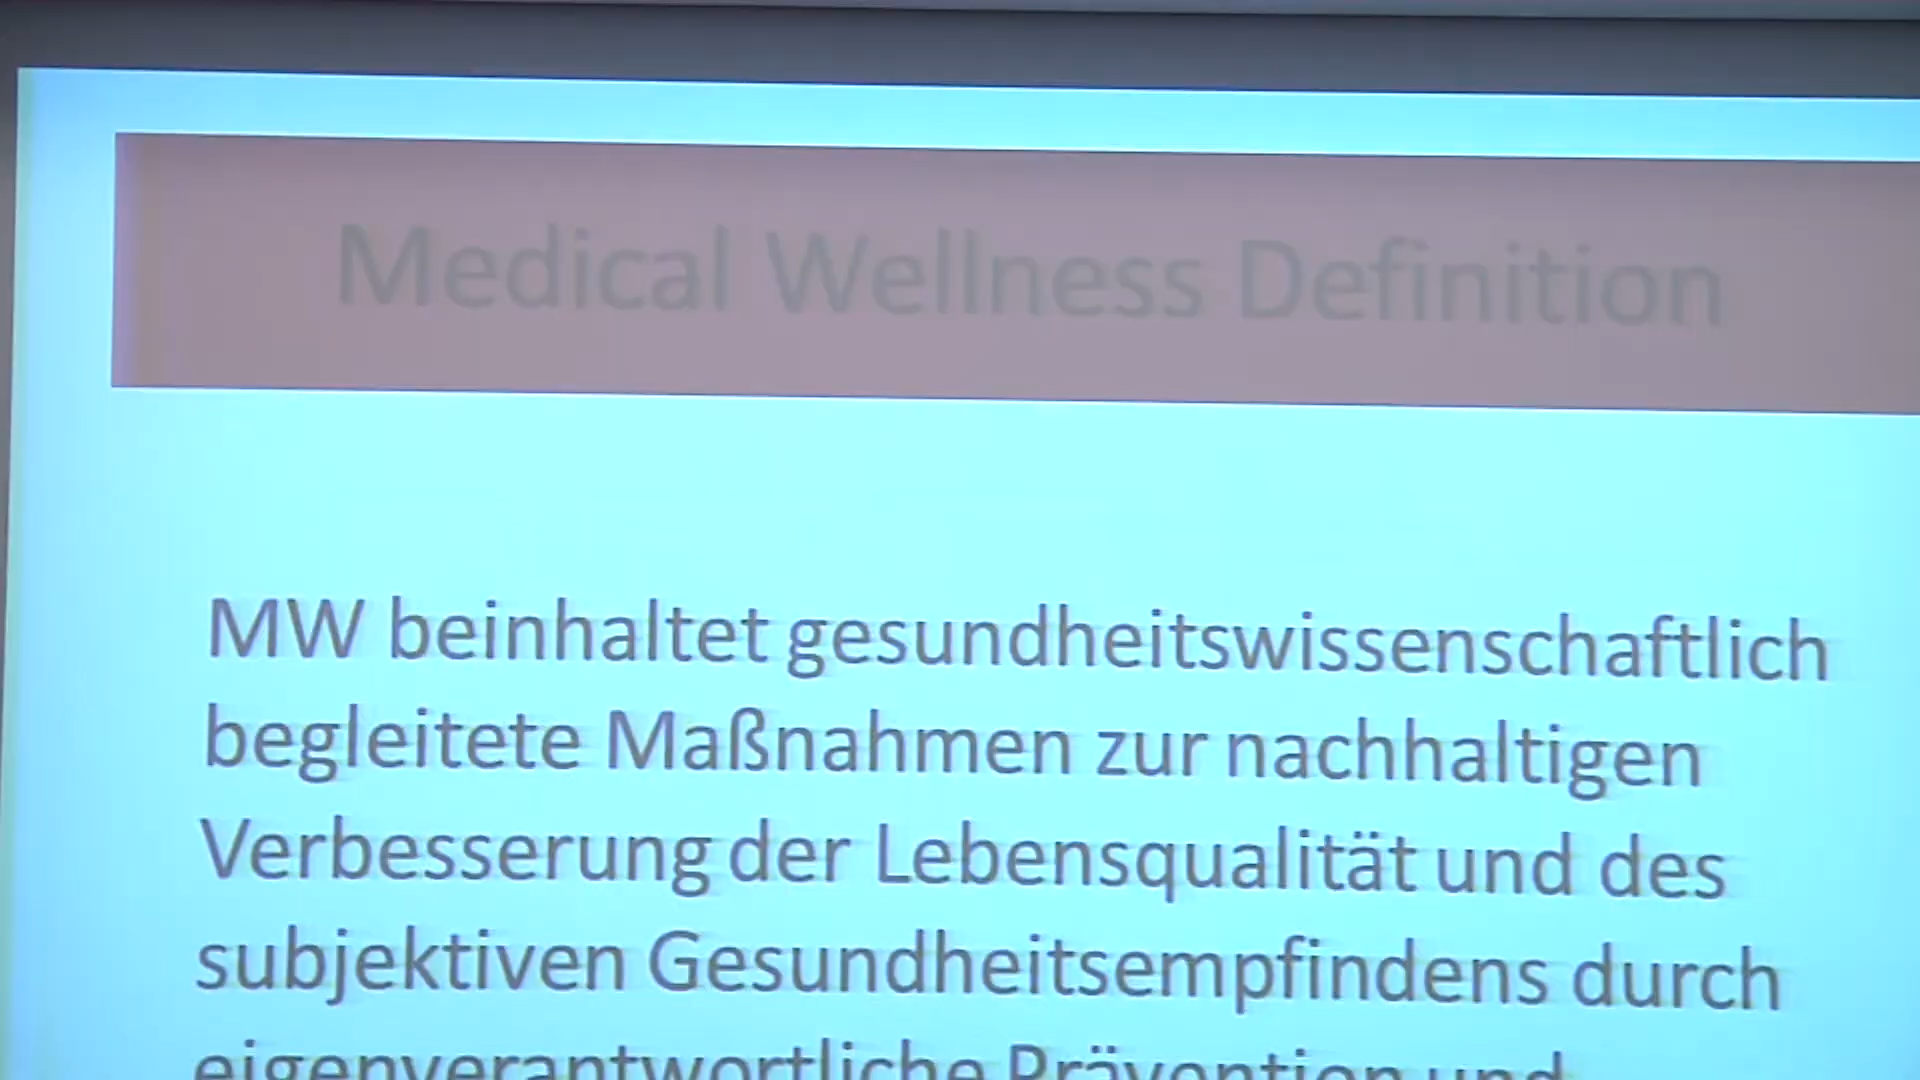 Medical Wellness Definition
MW beinhaltet gesundheitswissenschaftlich
begleitete Maßnahmen zur nachhaltigen
Verbesserung der Lebensqualität und des
subjektiven Gesundheitsempfindens durch
eigenverantwortliche Prävention und